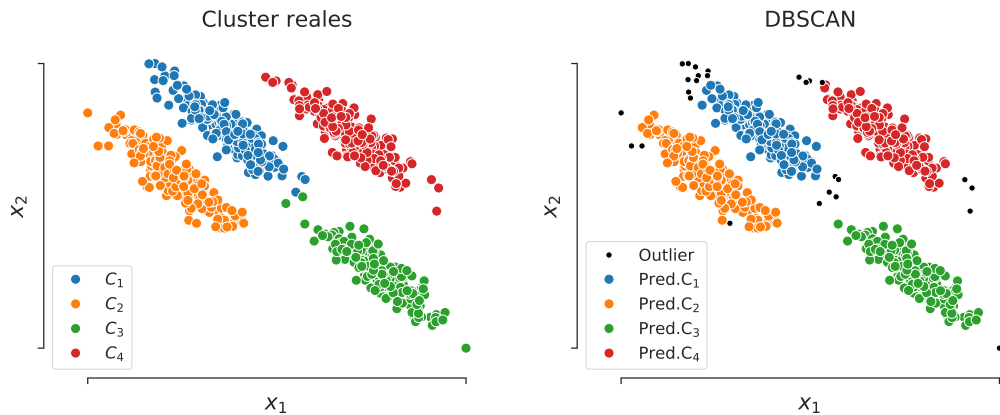 Cluster reales
x₂
C₁
C₂
C₃
C₄
x₁
DBSCAN
x₂
Outlier
Pred.C₁
Pred.C₂
Pred.C₃
Pred.C₄
x₁